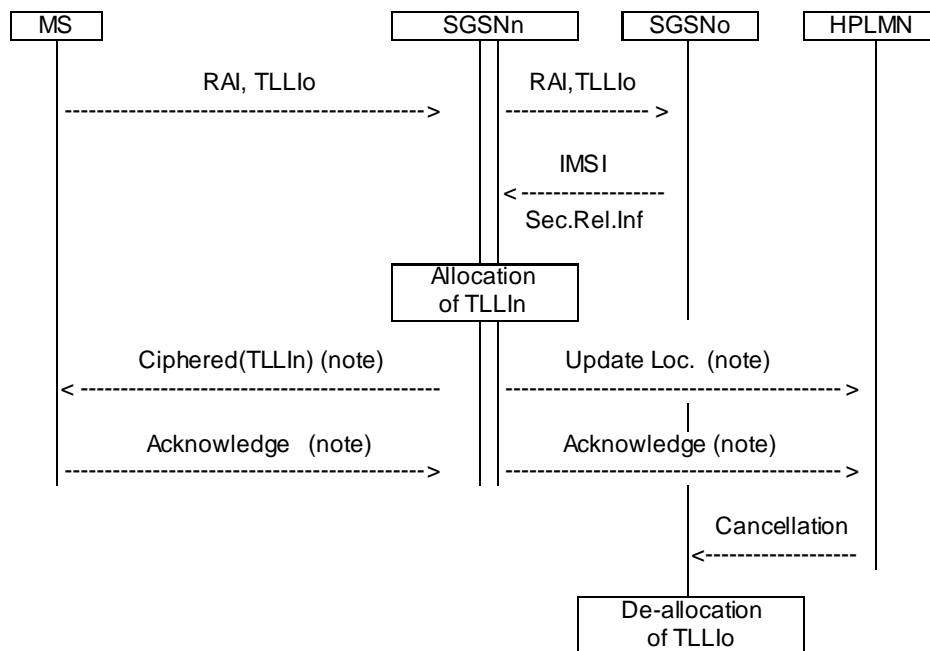 MS SGSNn SGSNo HPLMN
RAI, TLLIo RAI,TLLIo
IMSI
Sec.Rel.Inf
Allocation
of TLLIn
Ciphered(TLLIn) (note) Update Loc. (note)
Acknowledge (note) Acknowledge (note)
Cancellation
De-allocation
of TLLIo